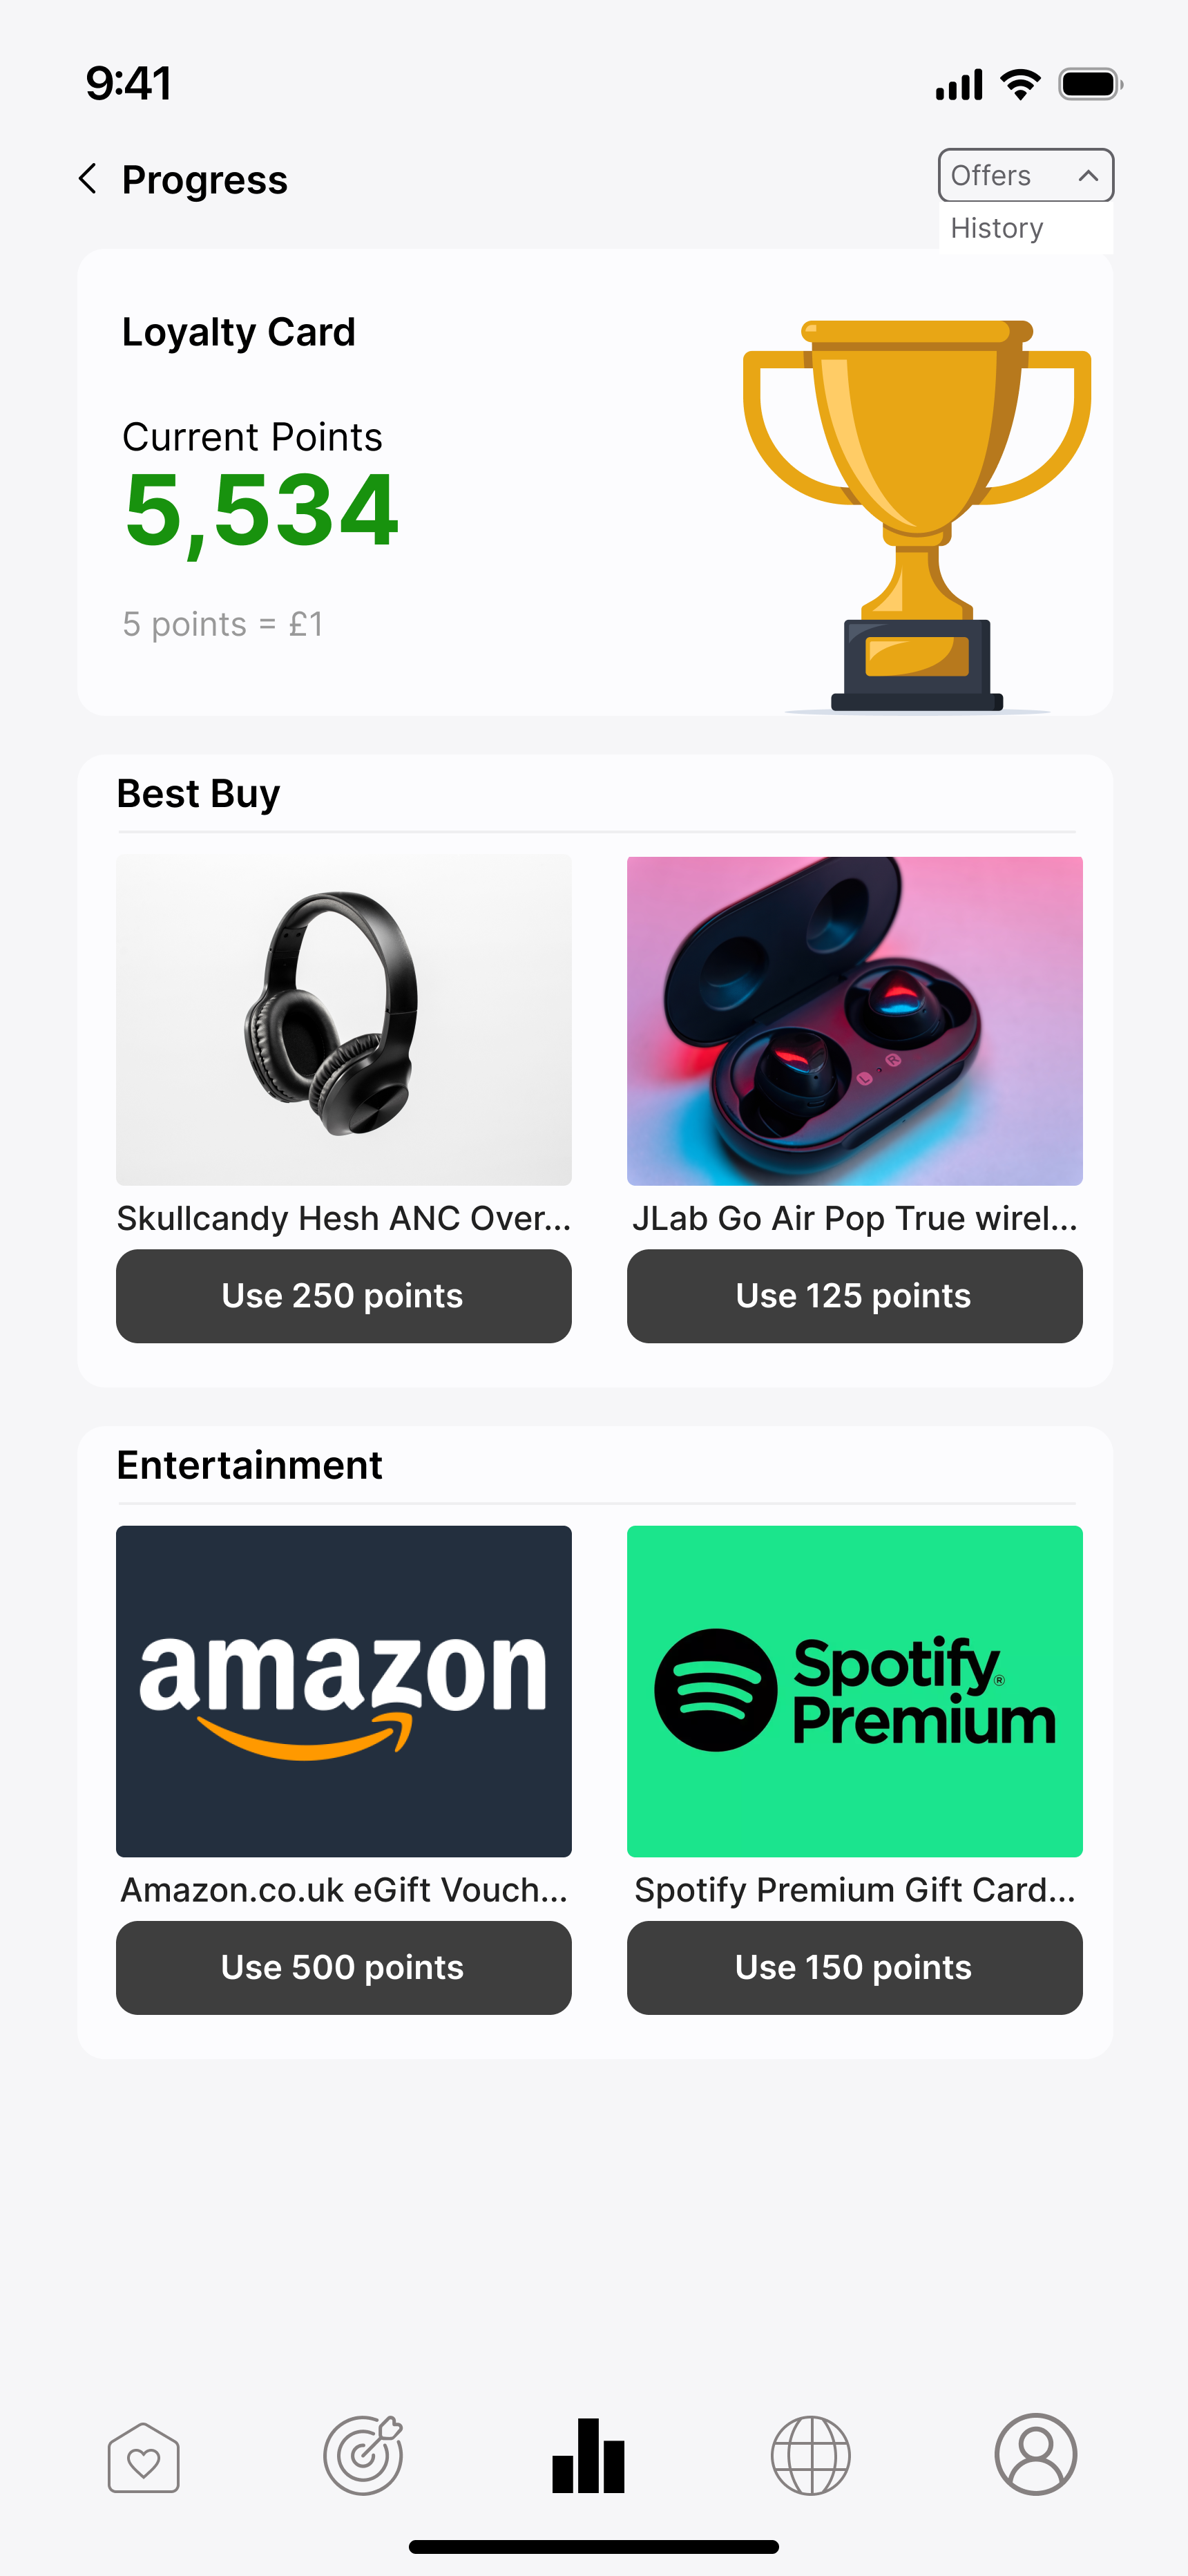 9:41
Progress
Offers
History
Loyalty Card
Current Points
5,534
5 points = £1
Best Buy
L R
Skullcandy Hesh ANC Over...
JLab Go Air Pop True wirel...
Use 250 points
Use 125 points
Entertainment
amazon
Spotify®
Premium
Amazon.co.uk eGift Vouch...
Spotify Premium Gift Card...
Use 500 points
Use 150 points